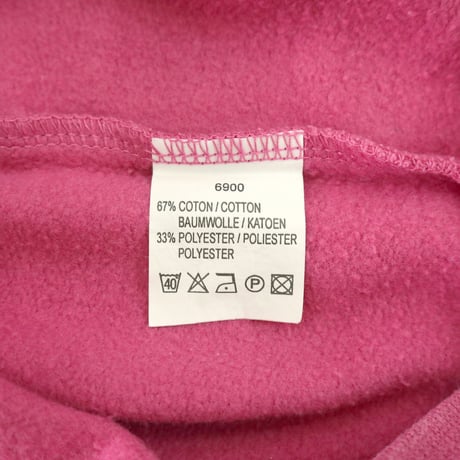 6900
67% COTON / COTTON
BAUMWOLLE / KATOEN
33% POLYESTER / POLIESTER
POLYESTER
40 P